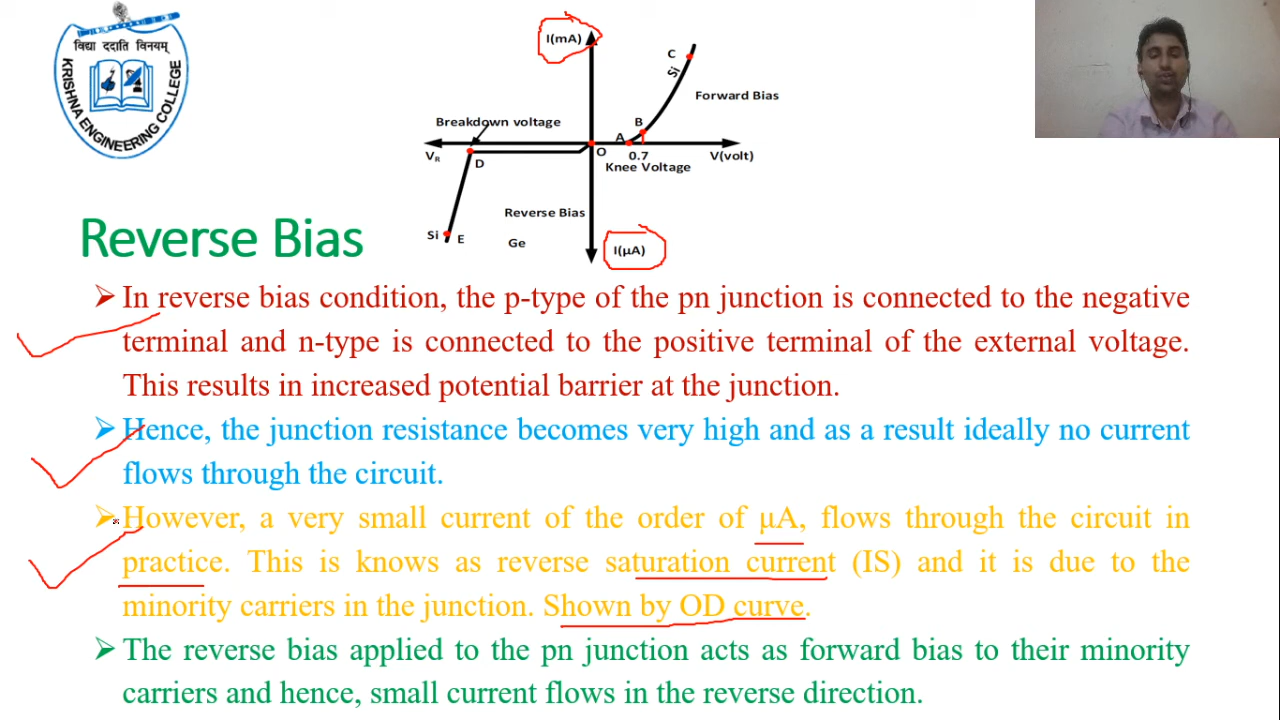 विद्या ददाति विनयम्
KRISHNA ENGINEERING COLLEGE
I(mA)
C
Si
Forward Bias
Breakdown voltage
B
A
V_R
D
O
0.7
V(volt)
Knee Voltage
Reverse Bias
Si
E
Ge
I(μA)
Reverse Bias
In reverse bias condition, the p-type of the pn junction is connected to the negative
terminal and n-type is connected to the positive terminal of the external voltage.
This results in increased potential barrier at the junction.
Hence, the junction resistance becomes very high and as a result ideally no current
flows through the circuit.
However, a very small current of the order of μA, flows through the circuit in
practice. This is knows as reverse saturation current (IS) and it is due to the
minority carriers in the junction. Shown by OD curve.
The reverse bias applied to the pn junction acts as forward bias to their minority
carriers and hence, small current flows in the reverse direction.